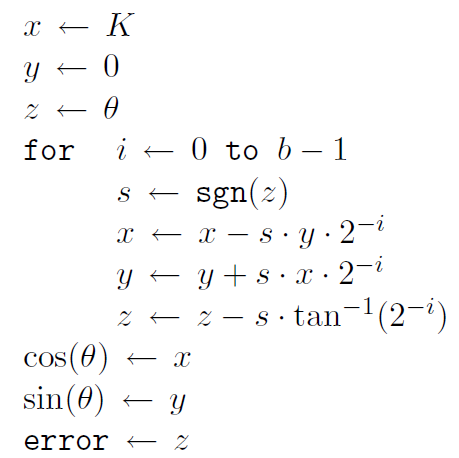 x ← K
y ← 0
z ← θ
for i ← 0 to b − 1
s ← sgn(z)
x ← x − s · y · 2⁻ⁱ
y ← y + s · x · 2⁻ⁱ
z ← z − s · tan⁻¹(2⁻ⁱ)
cos(θ) ← x
sin(θ) ← y
error ← z